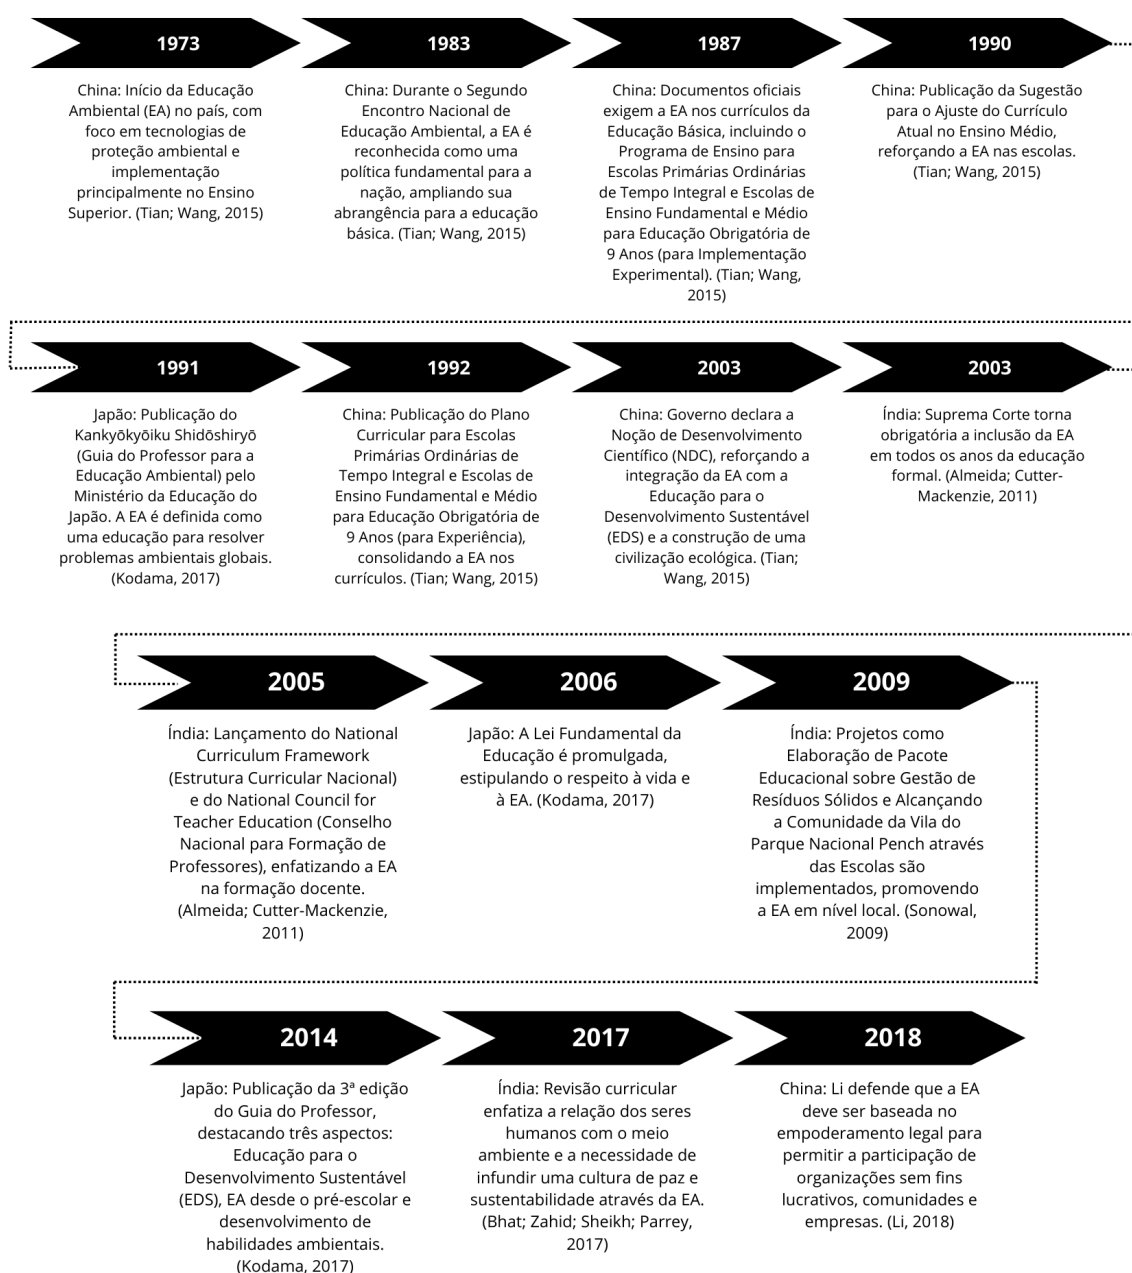 1973
China: Início da Educação
Ambiental (EA) no país, com
foco em tecnologias de
proteção ambiental e
implementação
principalmente no Ensino
Superior. (Tian; Wang, 2015)
1983
China: Durante o Segundo
Encontro Nacional de
Educação Ambiental, a EA é
reconhecida como uma
política fundamental para a
nação, ampliando sua
abrangência para a educação
básica. (Tian; Wang, 2015)
1987
China: Documentos oficiais
exigem a EA nos currículos da
Educação Básica, incluindo o
Programa de Ensino para
Escolas Primárias Ordinárias
de Tempo Integral e Escolas de
Ensino Fundamental e Médio
para Educação Obrigatória de
9 Anos (para Implementação
Experimental). (Tian; Wang,
2015)
1990
China: Publicação da Sugestão
para o Ajuste do Currículo
Atual no Ensino Médio,
reforçando a EA nas escolas.
(Tian; Wang, 2015)
1991
Japão: Publicação do
Kankyōkyōiku Shidōshiryō
(Guia do Professor para a
Educação Ambiental) pelo
Ministério da Educação do
Japão. A EA é definida como
uma educação para resolver
problemas ambientais globais.
(Kodama, 2017)
1992
China: Publicação do Plano
Curricular para Escolas
Primárias Ordinárias de
Tempo Integral e Escolas de
Ensino Fundamental e Médio
para Educação Obrigatória de
9 Anos (para Experiência),
consolidando a EA nos
currículos. (Tian; Wang, 2015)
2003
China: Governo declara a
Noção de Desenvolvimento
Científico (NDC), reforçando a
integração da EA com a
Educação para o
Desenvolvimento Sustentável
(EDS) e a construção de uma
civilização ecológica. (Tian;
Wang, 2015)
2003
Índia: Suprema Corte torna
obrigatória a inclusão da EA
em todos os anos da educação
formal. (Almeida; Cutter-
Mackenzie, 2011)
2005
Índia: Lançamento do National
Curriculum Framework
(Estrutura Curricular Nacional)
e do National Council for
Teacher Education (Conselho
Nacional para Formação de
Professores), enfatizando a EA
na formação docente.
(Almeida; Cutter-Mackenzie,
2011)
2006
Japão: A Lei Fundamental da
Educação é promulgada,
estipulando o respeito à vida e
à EA. (Kodama, 2017)
2009
Índia: Projetos como
Elaboração de Pacote
Educacional sobre Gestão de
Resíduos Sólidos e Alcançando
a Comunidade da Vila do
Parque Nacional Pench através
das Escolas são
implementados, promovendo
a EA em nível local. (Sonowal,
2009)
2014
Japão: Publicação da 3ª edição
do Guia do Professor,
destacando três aspectos:
Educação para o
Desenvolvimento Sustentável
(EDS), EA desde o pré-escolar e
desenvolvimento de
habilidades ambientais.
(Kodama, 2017)
2017
Índia: Revisão curricular
enfatiza a relação dos seres
humanos com o meio
ambiente e a necessidade de
infundir uma cultura de paz e
sustentabilidade através da EA.
(Bhat; Zahid; Sheikh; Parrey,
2017)
2018
China: Li defende que a EA
deve ser baseada no
empoderamento legal para
permitir a participação de
organizações sem fins
lucrativos, comunidades e
empresas. (Li, 2018)